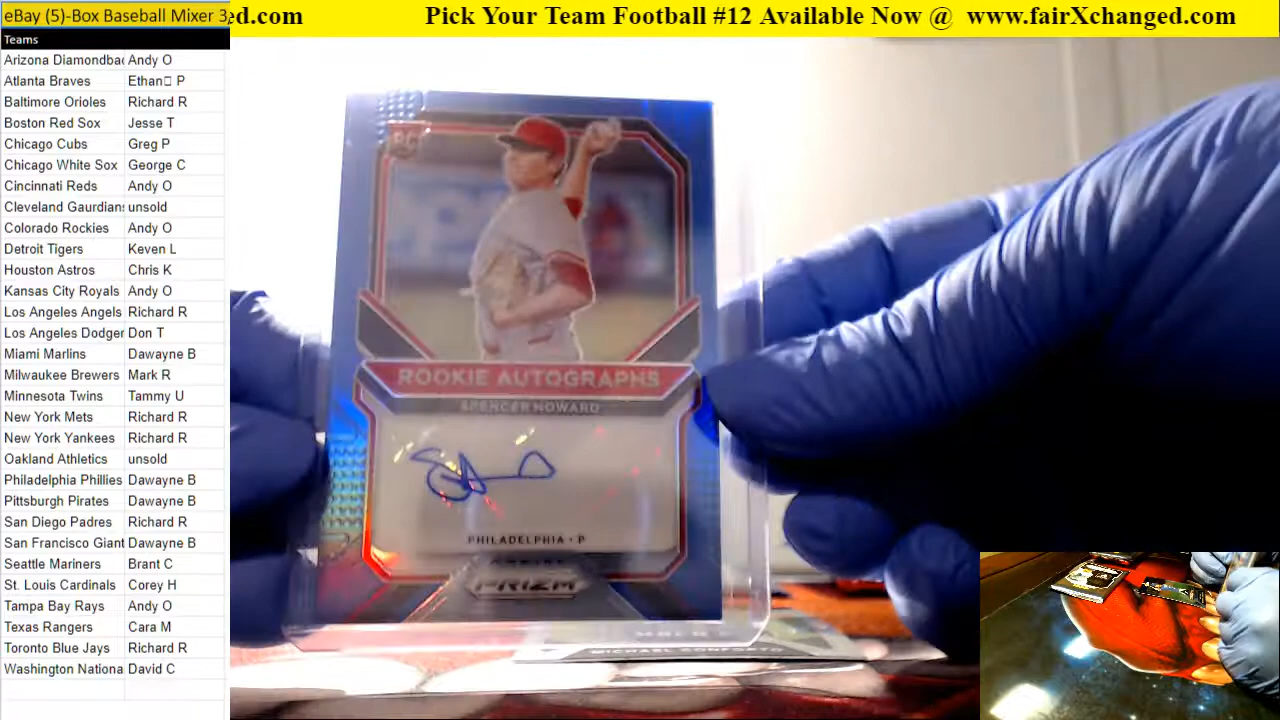 eBay (5)-Box Baseball Mixer 3
d.com Pick Your Team Football #12 Available Now @ www.fairXchanged.com
Teams
Arizona Diamondba Andy O
Atlanta Braves Ethan□ P
Baltimore Orioles Richard R
Boston Red Sox Jesse T
Chicago Cubs Greg P
Chicago White Sox George C
Cincinnati Reds Andy O
Cleveland Gaurdians unsold
Colorado Rockies Andy O
Detroit Tigers Keven L
Houston Astros Chris K
Kansas City Royals Andy O
Los Angeles Angels Richard R
Los Angeles Dodger Don T
Miami Marlins Dawayne B
Milwaukee Brewers Mark R
Minnesota Twins Tammy U
New York Mets Richard R
New York Yankees Richard R
Oakland Athletics unsold
Philadelphia Phillies Dawayne B
Pittsburgh Pirates Dawayne B
San Diego Padres Richard R
San Francisco Giant Dawayne B
Seattle Mariners Brant C
St. Louis Cardinals Corey H
Tampa Bay Rays Andy O
Texas Rangers Cara M
Toronto Blue Jays Richard R
Washington Nationa David C
RC
ROOKIE AUTOGRAPHS
SPENCER HOWARD
PHILADELPHIA • P
PRIZM
MICHAEL CONFORTO